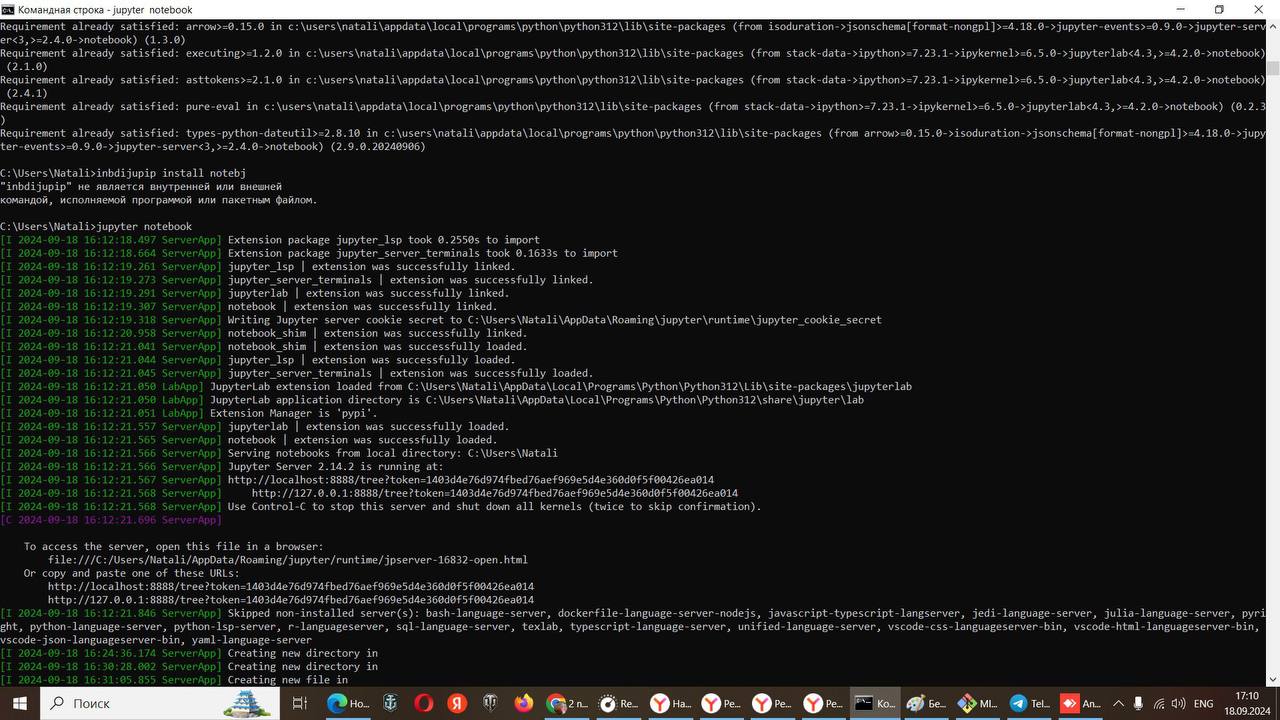 Командная строка - jupyter notebook
Requirement already satisfied: arrow>=0.15.0 in c:\users\natali\appdata\local\programs\python\python312\lib\site-packages (from isoduration->jsonschema[format-nongpl]>=4.18.0->jupyter-events>=0.9.0->jupyter-serv
er<3,>=2.4.0->notebook) (1.3.0)
Requirement already satisfied: executing>=1.2.0 in c:\users\natali\appdata\local\programs\python\python312\lib\site-packages (from stack-data->ipython>=7.23.1->ipykernel>=6.5.0->jupyterlab<4.3,>=4.2.0->notebook)
(2.1.0)
Requirement already satisfied: asttokens>=2.1.0 in c:\users\natali\appdata\local\programs\python\python312\lib\site-packages (from stack-data->ipython>=7.23.1->ipykernel>=6.5.0->jupyterlab<4.3,>=4.2.0->notebook)
(2.4.1)
Requirement already satisfied: pure-eval in c:\users\natali\appdata\local\programs\python\python312\lib\site-packages (from stack-data->ipython>=7.23.1->ipykernel>=6.5.0->jupyterlab<4.3,>=4.2.0->notebook) (0.2.3
)
Requirement already satisfied: types-python-dateutil>=2.8.10 in c:\users\natali\appdata\local\programs\python\python312\lib\site-packages (from arrow>=0.15.0->isoduration->jsonschema[format-nongpl]>=4.18.0->jupy
ter-events>=0.9.0->jupyter-server<3,>=2.4.0->notebook) (2.9.0.20240906)
C:\Users\Natali>inbdijupip install notebj
"inbdijupip" не является внутренней или внешней
командой, исполняемой программой или пакетным файлом.
C:\Users\Natali>jupyter notebook
[I 2024-09-18 16:12:18.497 ServerApp] Extension package jupyter_lsp took 0.2550s to import
[I 2024-09-18 16:12:18.664 ServerApp] Extension package jupyter_server_terminals took 0.1633s to import
[I 2024-09-18 16:12:19.261 ServerApp] jupyter_lsp | extension was successfully linked.
[I 2024-09-18 16:12:19.273 ServerApp] jupyter_server_terminals | extension was successfully linked.
[I 2024-09-18 16:12:19.291 ServerApp] jupyterlab | extension was successfully linked.
[I 2024-09-18 16:12:19.307 ServerApp] notebook | extension was successfully linked.
[I 2024-09-18 16:12:19.318 ServerApp] Writing Jupyter server cookie secret to C:\Users\Natali\AppData\Roaming\jupyter\runtime\jupyter_cookie_secret
[I 2024-09-18 16:12:20.958 ServerApp] notebook_shim | extension was successfully linked.
[I 2024-09-18 16:12:21.041 ServerApp] notebook_shim | extension was successfully loaded.
[I 2024-09-18 16:12:21.044 ServerApp] jupyter_lsp | extension was successfully loaded.
[I 2024-09-18 16:12:21.045 ServerApp] jupyter_server_terminals | extension was successfully loaded.
[I 2024-09-18 16:12:21.050 LabApp] JupyterLab extension loaded from C:\Users\Natali\AppData\Local\Programs\Python\Python312\Lib\site-packages\jupyterlab
[I 2024-09-18 16:12:21.050 LabApp] JupyterLab application directory is C:\Users\Natali\AppData\Local\Programs\Python\Python312\share\jupyter\lab
[I 2024-09-18 16:12:21.051 LabApp] Extension Manager is 'pypi'.
[I 2024-09-18 16:12:21.557 ServerApp] jupyterlab | extension was successfully loaded.
[I 2024-09-18 16:12:21.565 ServerApp] notebook | extension was successfully loaded.
[I 2024-09-18 16:12:21.566 ServerApp] Serving notebooks from local directory: C:\Users\Natali
[I 2024-09-18 16:12:21.566 ServerApp] Jupyter Server 2.14.2 is running at:
[I 2024-09-18 16:12:21.567 ServerApp] http://localhost:8888/tree?token=1403d4e76d974fbed76aef969e5d4e360d0f5f00426ea014
[I 2024-09-18 16:12:21.568 ServerApp]     http://127.0.0.1:8888/tree?token=1403d4e76d974fbed76aef969e5d4e360d0f5f00426ea014
[I 2024-09-18 16:12:21.568 ServerApp] Use Control-C to stop this server and shut down all kernels (twice to skip confirmation).
[C 2024-09-18 16:12:21.696 ServerApp]
To access the server, open this file in a browser:
file:///C:/Users/Natali/AppData/Roaming/jupyter/runtime/jpserver-16832-open.html
Or copy and paste one of these URLs:
http://localhost:8888/tree?token=1403d4e76d974fbed76aef969e5d4e360d0f5f00426ea014
http://127.0.0.1:8888/tree?token=1403d4e76d974fbed76aef969e5d4e360d0f5f00426ea014
[I 2024-09-18 16:12:21.846 ServerApp] Skipped non-installed server(s): bash-language-server, dockerfile-language-server-nodejs, javascript-typescript-langserver, jedi-language-server, julia-language-server, pyri
ght, python-language-server, python-lsp-server, r-languageserver, sql-language-server, texlab, typescript-language-server, unified-language-server, vscode-css-languageserver-bin, vscode-html-languageserver-bin,
vscode-json-languageserver-bin, yaml-language-server
[I 2024-09-18 16:24:36.174 ServerApp] Creating new directory in
[I 2024-09-18 16:30:28.002 ServerApp] Creating new directory in
[I 2024-09-18 16:31:05.855 ServerApp] Creating new file in
Поиск Но... 2 п... Re... На... Ре... Ре... Ре... Ко... Бе... MI... Tel... An... ENG 17:10
18.09.2024